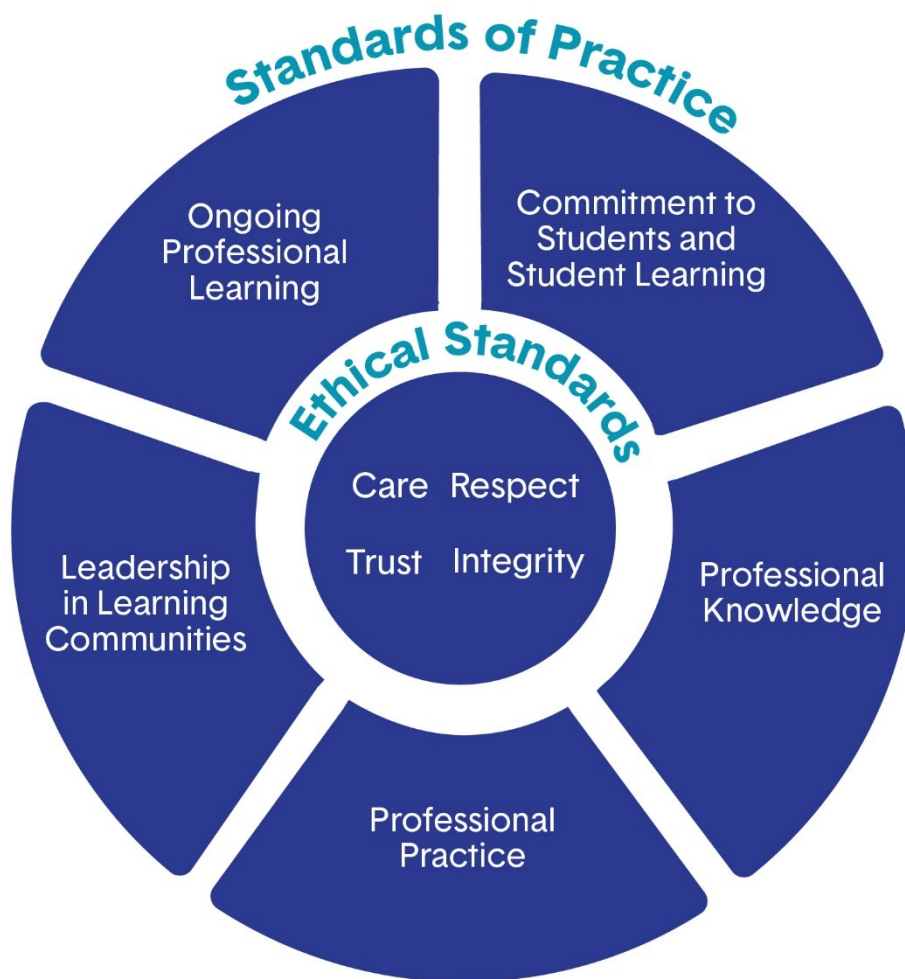 Standards of Practice
Ongoing
Professional
Learning
Commitment to
Students and
Student Learning
Ethical Standards
Care Respect
Trust Integrity
Leadership
in Learning
Communities
Professional
Knowledge
Professional
Practice